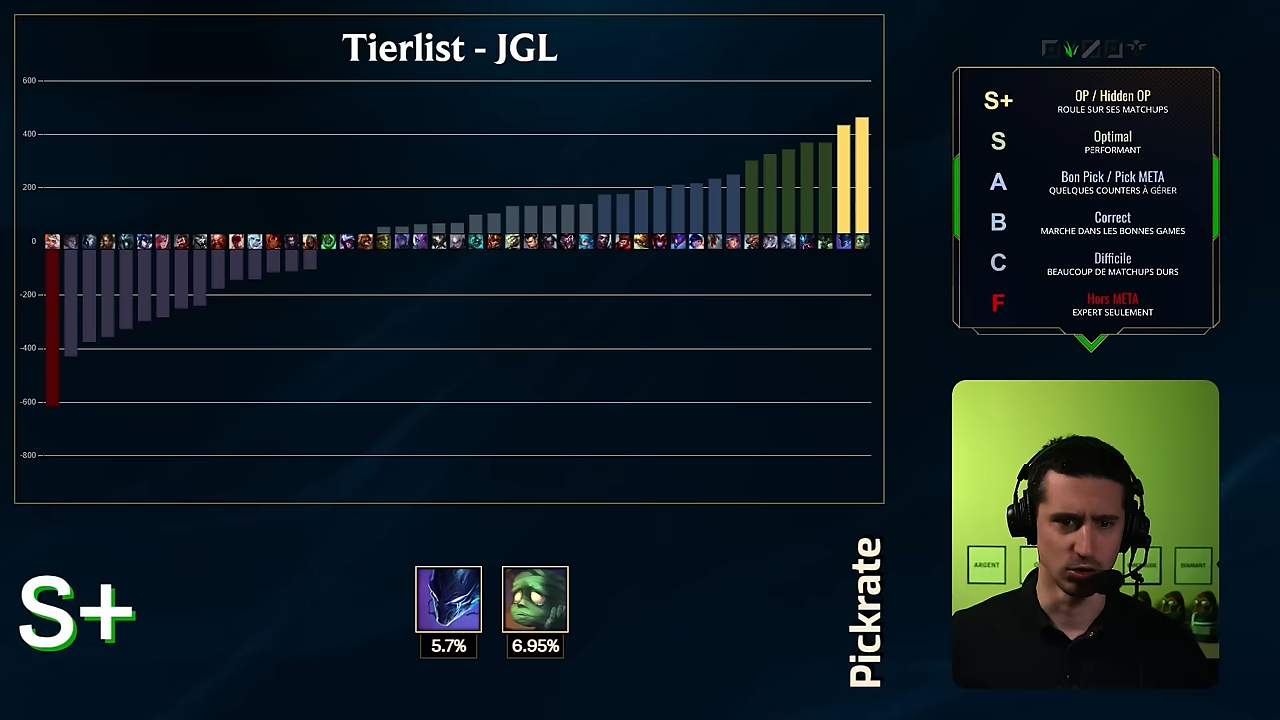 Tierlist - JGL
600
400
200
0
-200
-400
-600
-800
S+
OP / Hidden OP
ROULE SUR SES MATCHUPS
S
Optimal
PERFORMANT
A
Bon Pick / Pick META
QUELQUES COUNTERS À GÉRER
B
Correct
MARCHE DANS LES BONNES GAMES
C
Difficile
BEAUCOUP DE MATCHUPS DURS
F
Hors META
EXPERT SEULEMENT
ARGENT
DIAMANT
S+
5.7%
6.95%
Pickrate